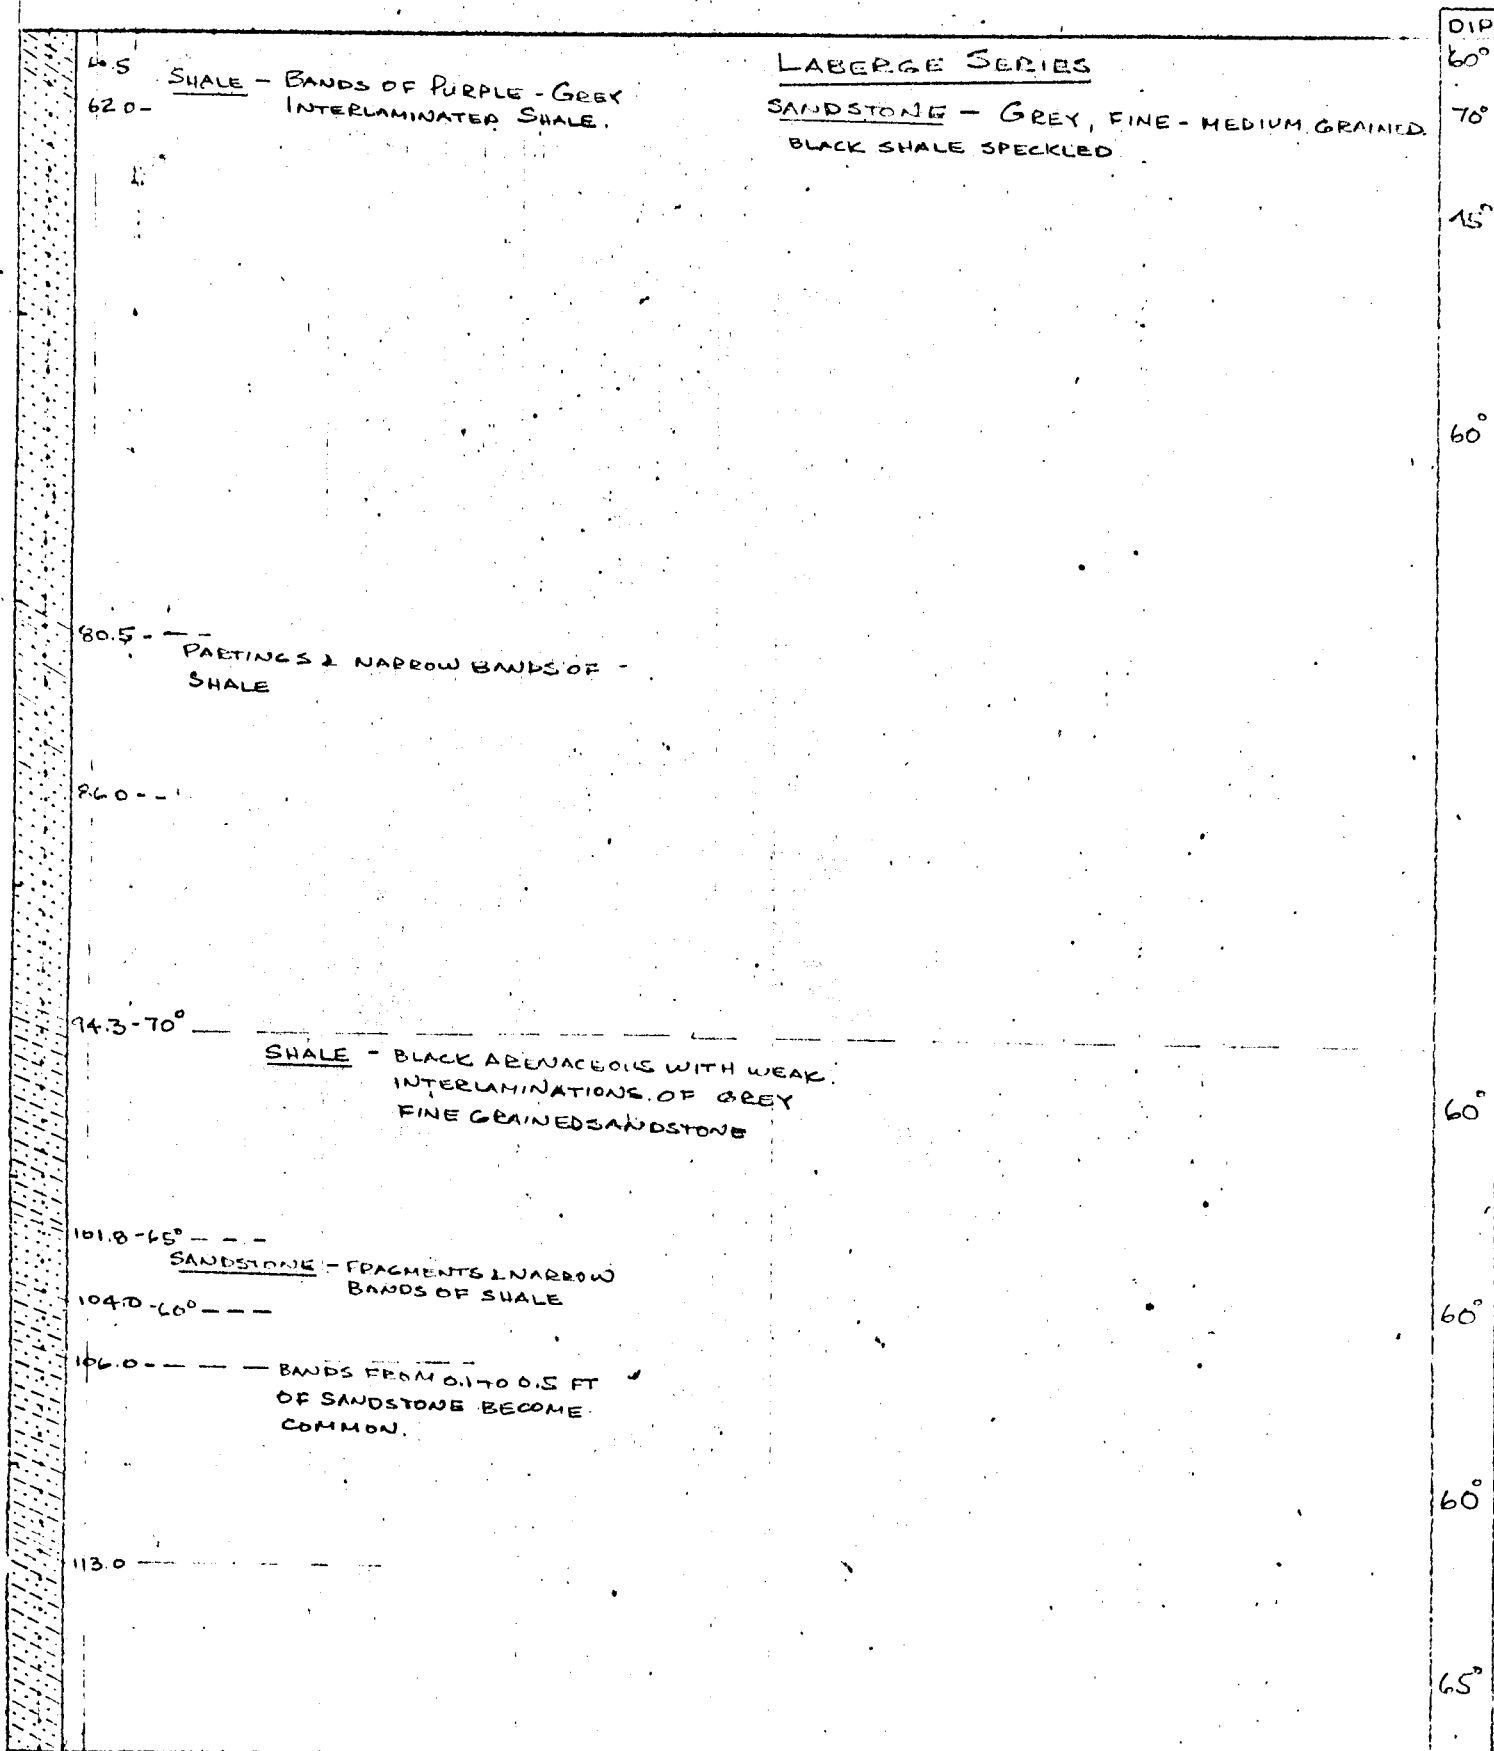 DIP
60°
LABERGE SERIES
SHALE - BANDS OF PURPLE - GREY
INTERLAMINATED SHALE.
62.0-
SANDSTONE - GREY, FINE - MEDIUM GRAINED.
BLACK SHALE SPECKLED
70°
60°
80.5 - - -
PARTINGS & NARROW BANDS OF -
SHALE
86.0 - -
94.3-70°
SHALE - BLACK ARENACEOUS WITH WEAK.
INTERLAMINATIONS OF GREY
FINE GRAINED SANDSTONE
60°
101.8-65° - - -
SANDSTONE - FRAGMENTS & NARROW
BANDS OF SHALE
104.0-60° - - -
60°
106.0 - - - - BANDS FROM 0.1 TO 0.5 FT
OF SANDSTONE BECOME
COMMON.
60°
113.0
65°